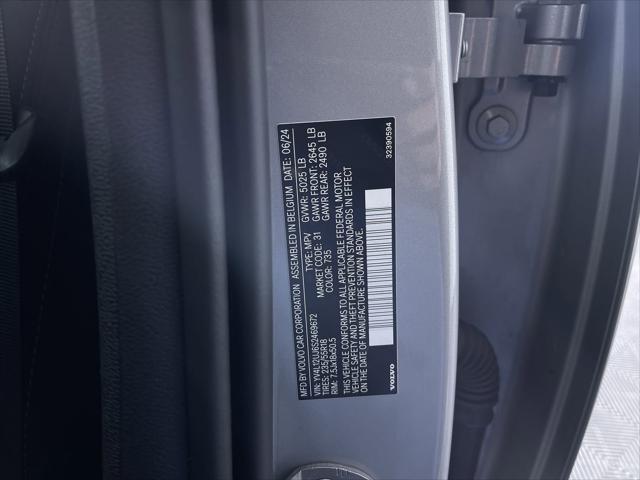 MFD BY VOLVO CAR CORPORATION ASSEMBLED IN BELGIUM DATE: 06/24
VIN: YV4L12UU6S2469672 TYPE: MPV GVWR: 5025 LB
TIRES: 235/55R18 MARKET CODE: 31 GAWR FRONT: 2645 LB
RIM: 7.5Jx18x50.5 COLOR: 735 GAWR REAR: 2490 LB
THIS VEHICLE CONFORMS TO ALL APPLICABLE FEDERAL MOTOR
VEHICLE SAFETY AND THEFT PREVENTION STANDARDS IN EFFECT
ON THE DATE OF MANUFACTURE SHOWN ABOVE.
VOLVO 32390594